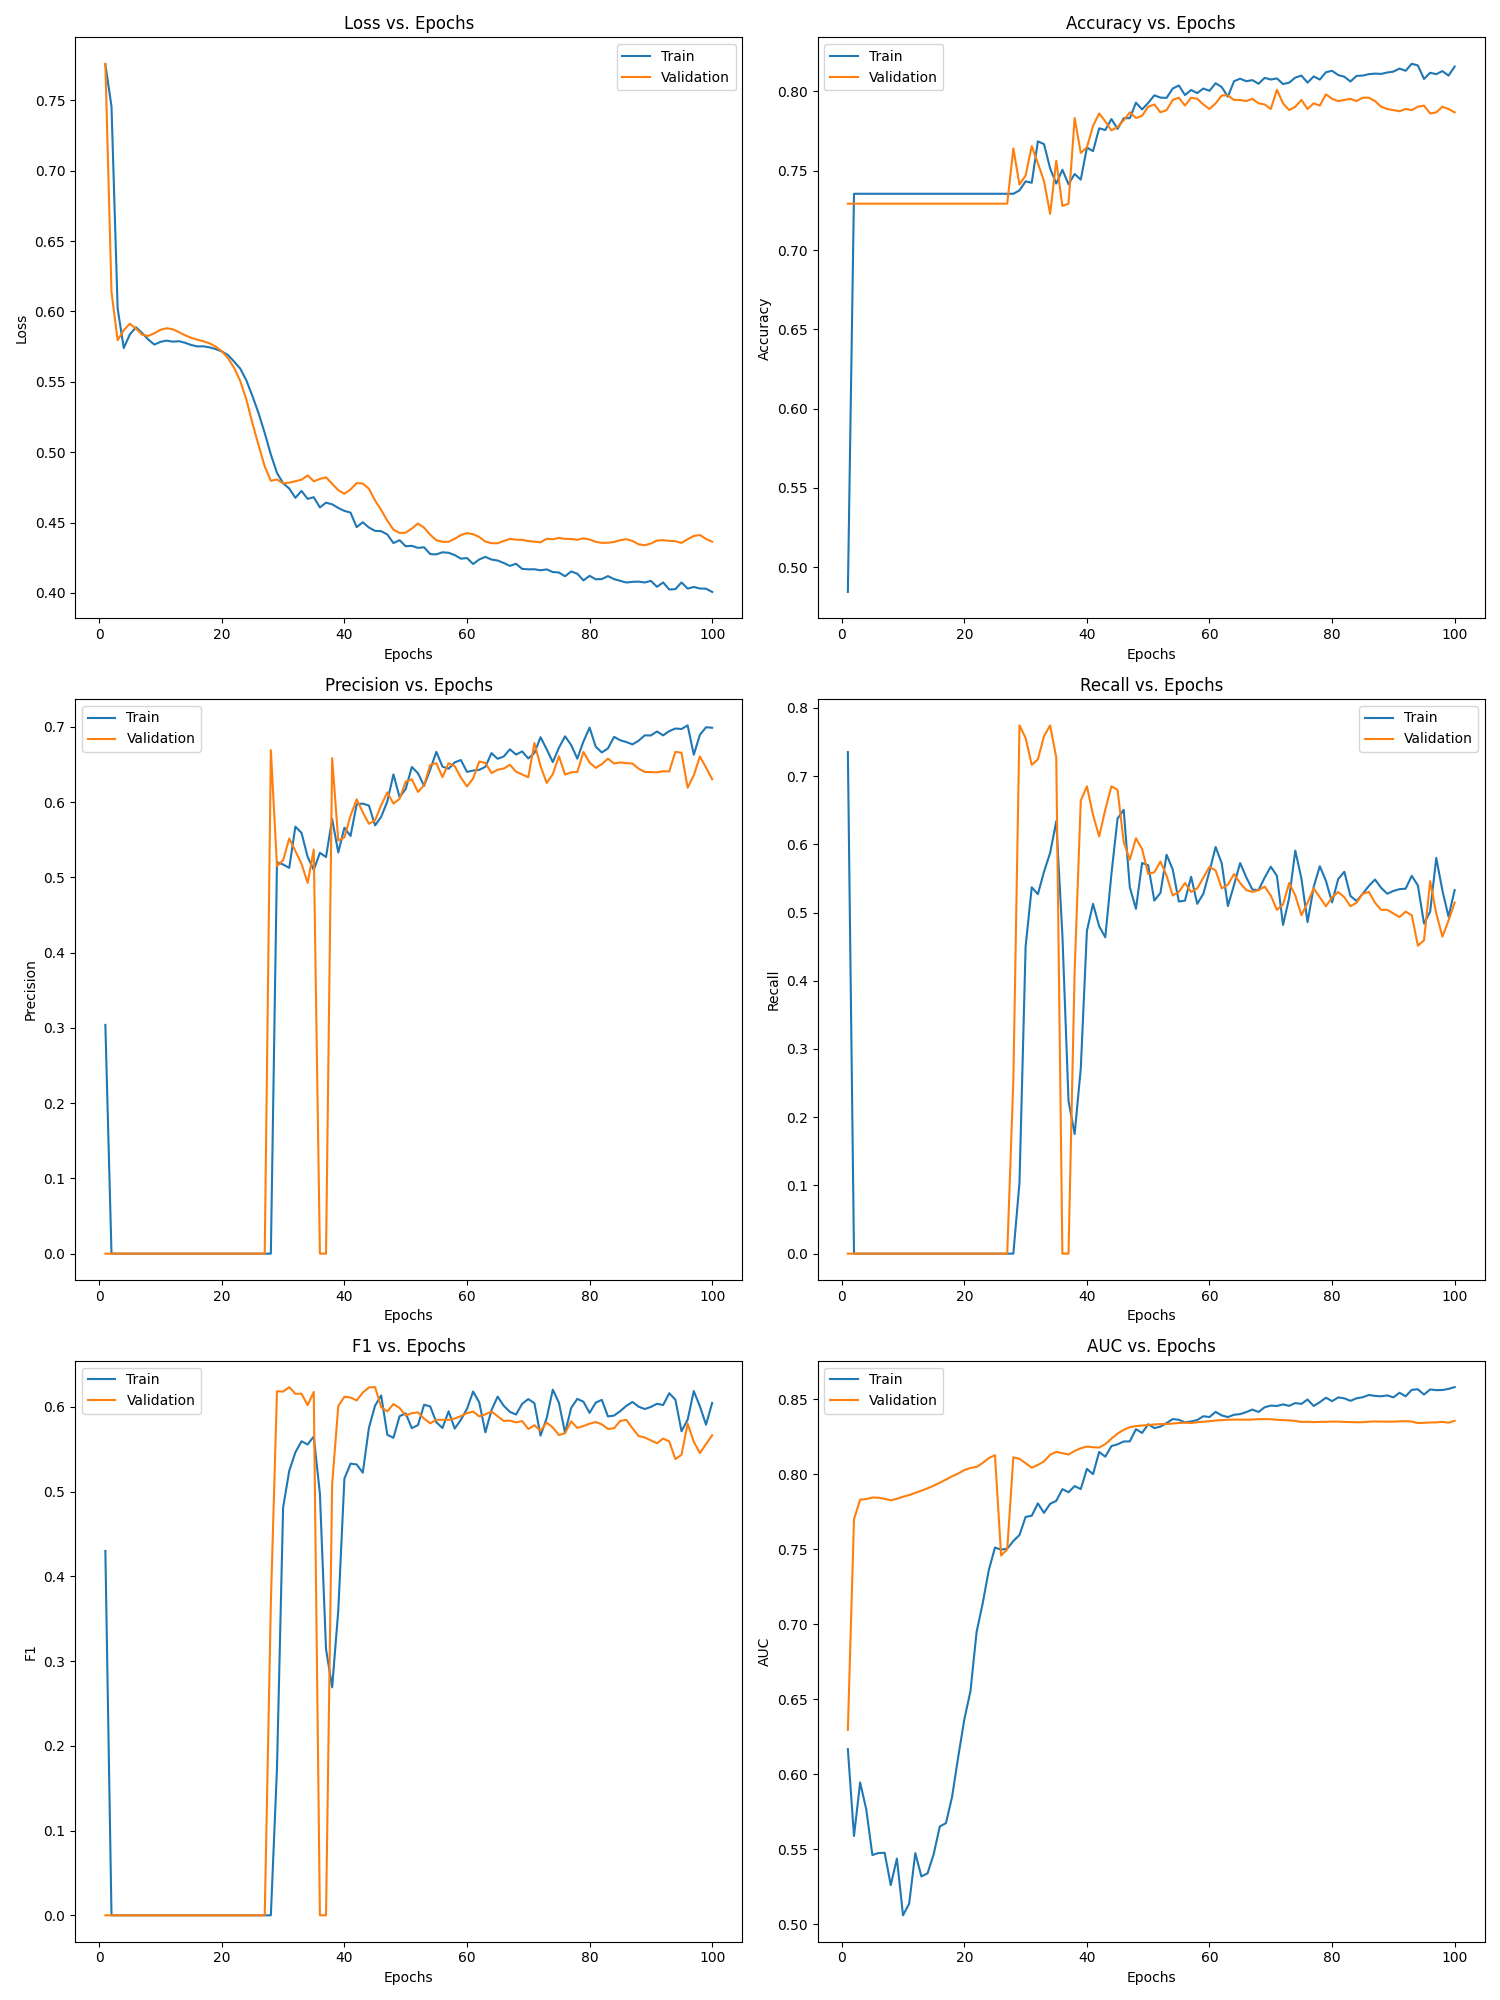 Loss vs. Epochs
Train
Validation
0.75
0.70
0.65
0.60
0.55
0.50
0.45
0.40
Loss
0 20 40 60 80 100
Epochs
Accuracy vs. Epochs
Train
Validation
0.80
0.75
0.70
0.65
0.60
0.55
0.50
Accuracy
0 20 40 60 80 100
Epochs
Precision vs. Epochs
Train
Validation
0.7
0.6
0.5
0.4
0.3
0.2
0.1
0.0
Precision
0 20 40 60 80 100
Epochs
Recall vs. Epochs
Train
Validation
0.8
0.7
0.6
0.5
0.4
0.3
0.2
0.1
0.0
Recall
0 20 40 60 80 100
Epochs
F1 vs. Epochs
Train
Validation
0.6
0.5
0.4
0.3
0.2
0.1
0.0
F1
0 20 40 60 80 100
Epochs
AUC vs. Epochs
Train
Validation
0.85
0.80
0.75
0.70
0.65
0.60
0.55
0.50
AUC
0 20 40 60 80 100
Epochs